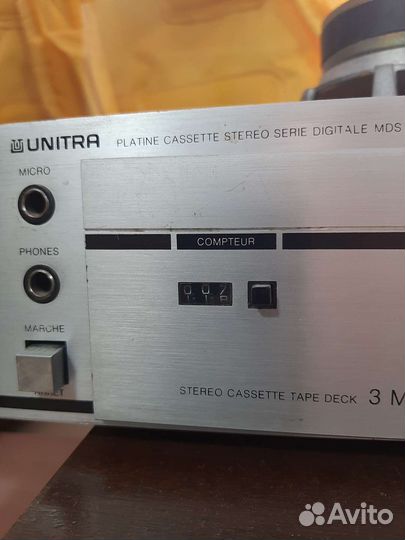 UNITRA PLATINE CASSETTE STEREO SERIE DIGITALE MDS
MICRO
COMPTEUR
PHONES
MARCHE
STEREO CASSETTE TAPE DECK 3 M
Avito